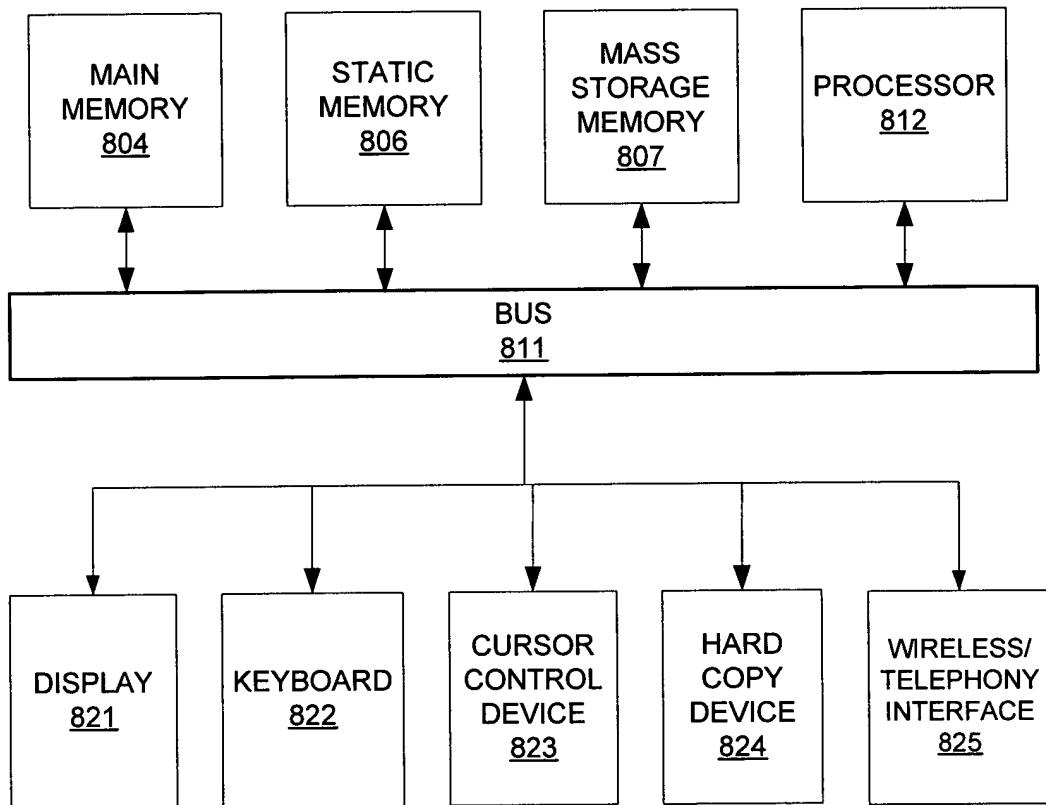 MAIN
MEMORY
804
STATIC
MEMORY
806
MASS
STORAGE
MEMORY
807
PROCESSOR
812
BUS
811
DISPLAY
821
KEYBOARD
822
CURSOR
CONTROL
DEVICE
823
HARD
COPY
DEVICE
824
WIRELESS/
TELEPHONY
INTERFACE
825